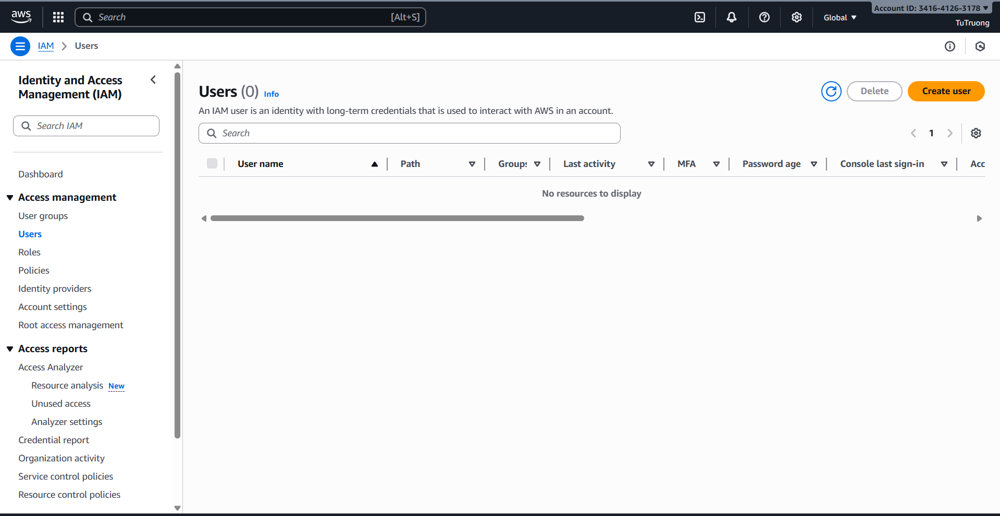 aws
Search
[Alt+S]
Global
Account ID: 3416-4126-3178
TuTruong
IAM
Users
Identity and Access
Management (IAM)
Search IAM
Dashboard
Access management
User groups
Users
Roles
Policies
Identity providers
Account settings
Root access management
Access reports
Access Analyzer
Resource analysis New
Unused access
Analyzer settings
Credential report
Organization activity
Service control policies
Resource control policies
Users (0) Info
Delete
Create user
An IAM user is an identity with long-term credentials that is used to interact with AWS in an account.
Search
1
User name Path Groups Last activity MFA Password age Console last sign-in Acc
No resources to display